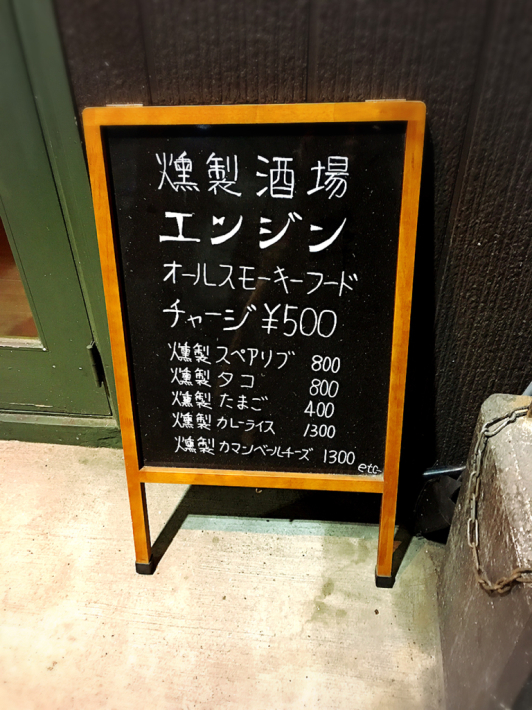 燻製酒場
エンジン
オールスモーキーフード
チャージ ¥500
燻製 スペアリブ 800
燻製 タコ 800
燻製 たまご 400
燻製 カレーライス 1300
燻製 カマンベールチーズ 1300
etc-